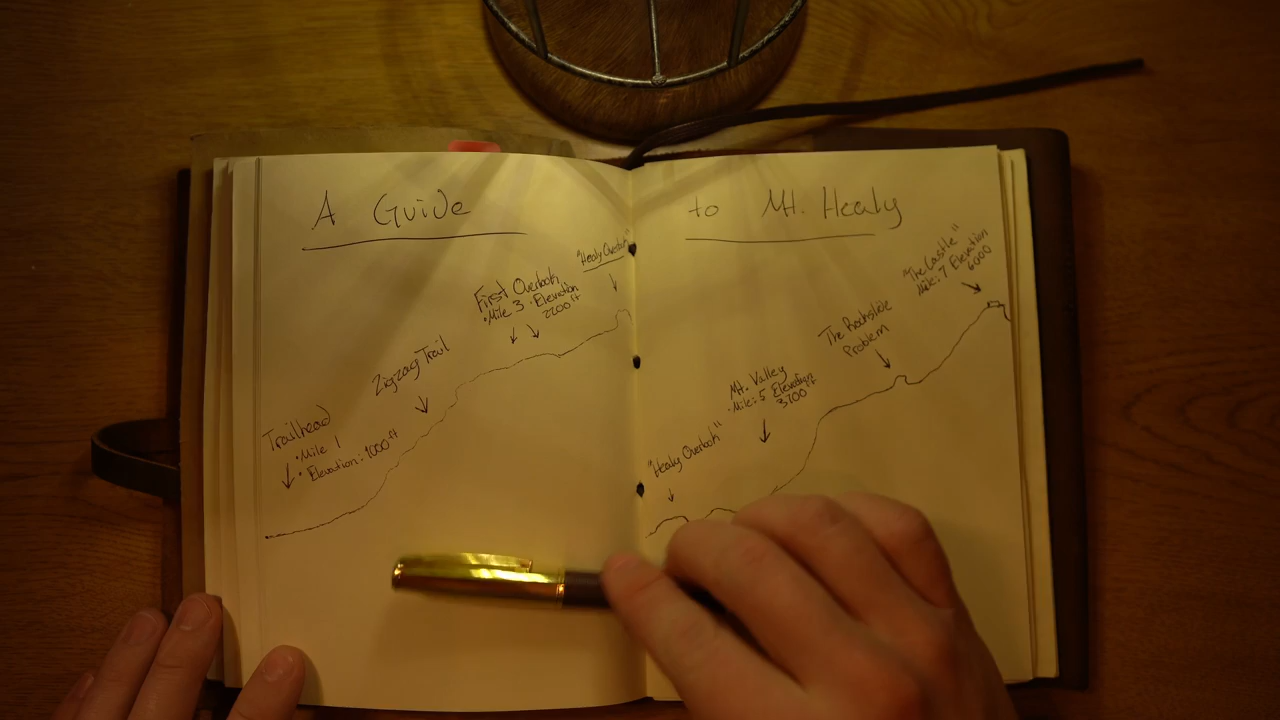 A Guide
to Mt. Healy
"Healy Overlook"
First Overlook
• Mile 3 • Elevation
2200 ft
Zigzag Trail
Trailhead
• Mile 1
• Elevation: 1000 ft
"The Castle"
Mile: 7 Elevation
6000
The Rockslide
Problem
Mt. Valley
• Mile: 5 Elevation
3700 ft
"Healy Overlook"